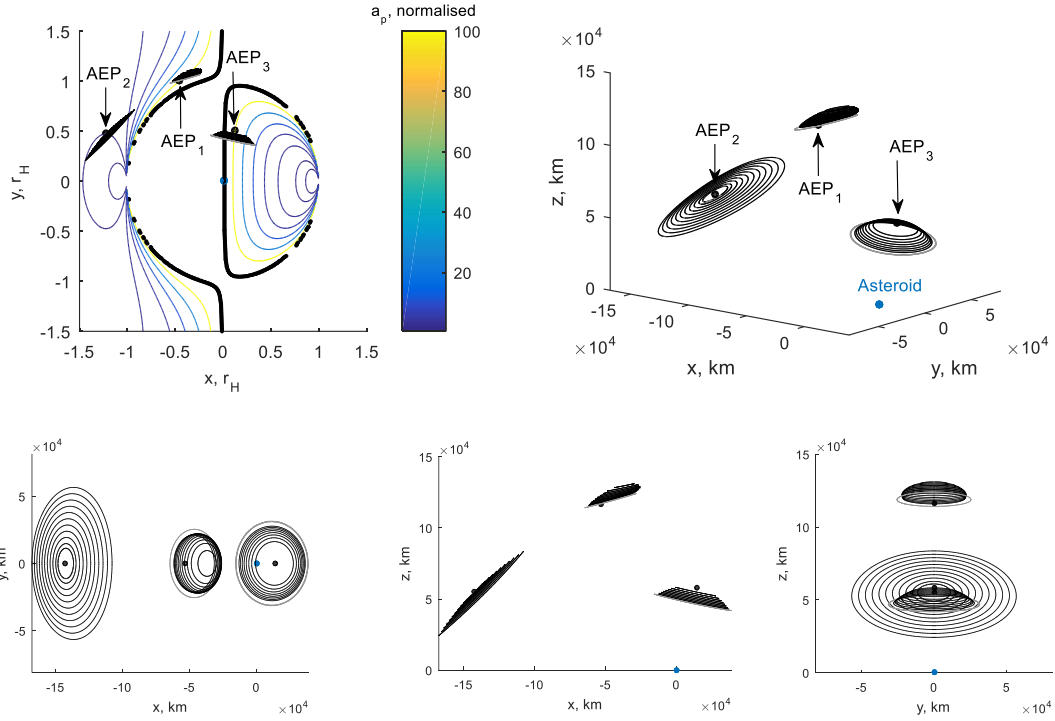 a_p, normalised
1.5
1
0.5
0
-0.5
-1
-1.5
y, r_H
-1.5 -1 -0.5 0 0.5 1 1.5
x, r_H
AEP_2
AEP_1
AEP_3
100
80
60
40
20
×10^4
15
10
5
0
z, km
-15 -10 -5 0
×10^4
x, km
-5 0 5
×10^4
y, km
AEP_2
AEP_1
AEP_3
Asteroid
×10^4
5
0
-5
y, km
-15 -10 -5 0
x, km
×10^4
×10^4
15
10
5
0
z, km
-15 -10 -5 0
x, km
×10^4
×10^4
15
10
5
0
z, km
-5 0 5
y, km
×10^4